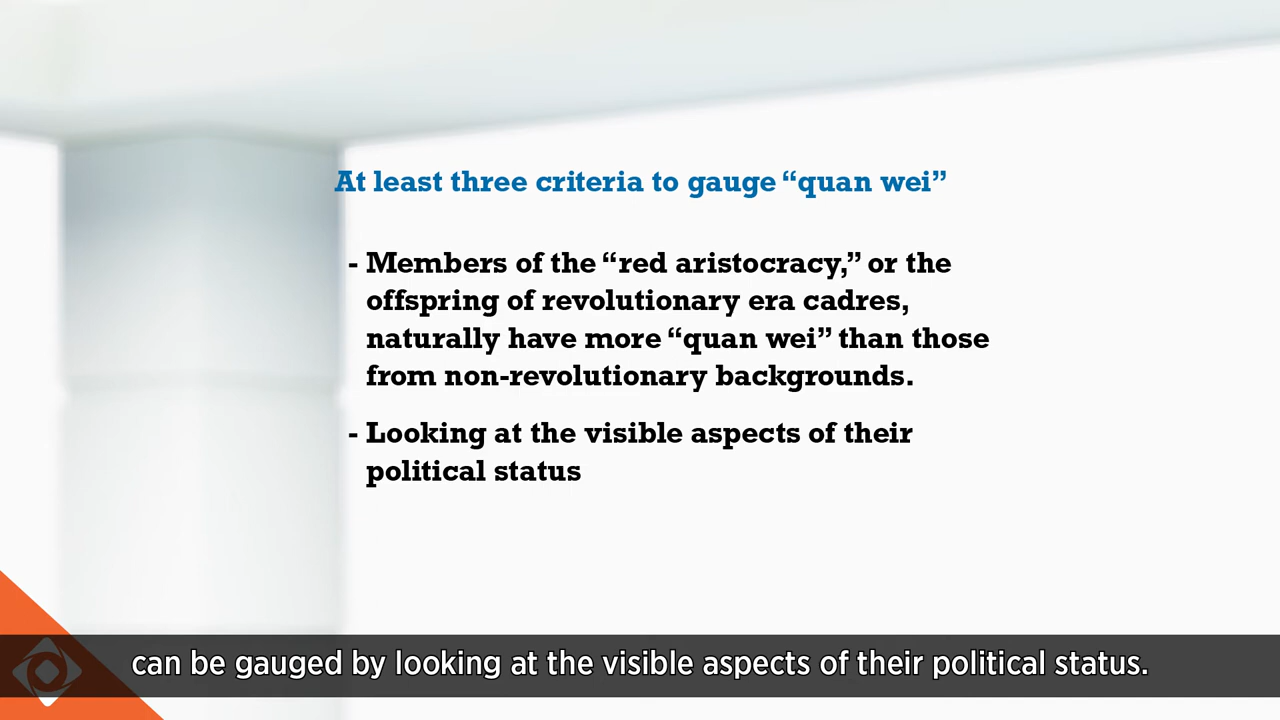 At least three criteria to gauge “quan wei”
- Members of the “red aristocracy,” or the
offspring of revolutionary era cadres,
naturally have more “quan wei” than those
from non-revolutionary backgrounds.
- Looking at the visible aspects of their
political status
can be gauged by looking at the visible aspects of their political status.